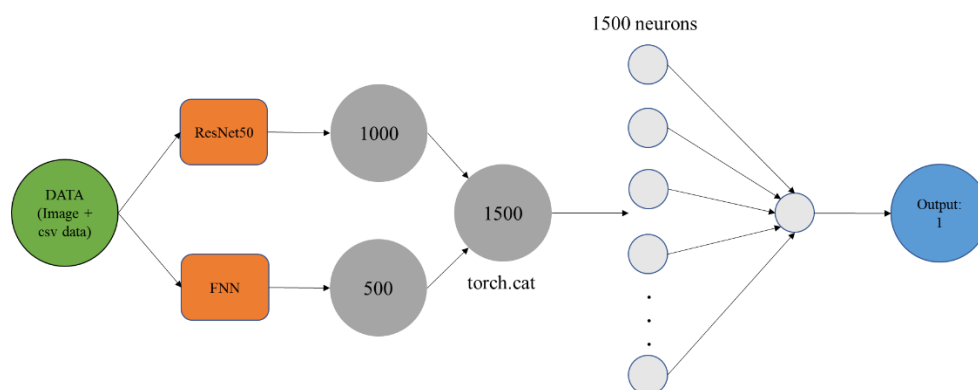 1500 neurons
ResNet50
1000
DATA
(Image +
csv data)
1500
Output:
1
torch.cat
FNN
500